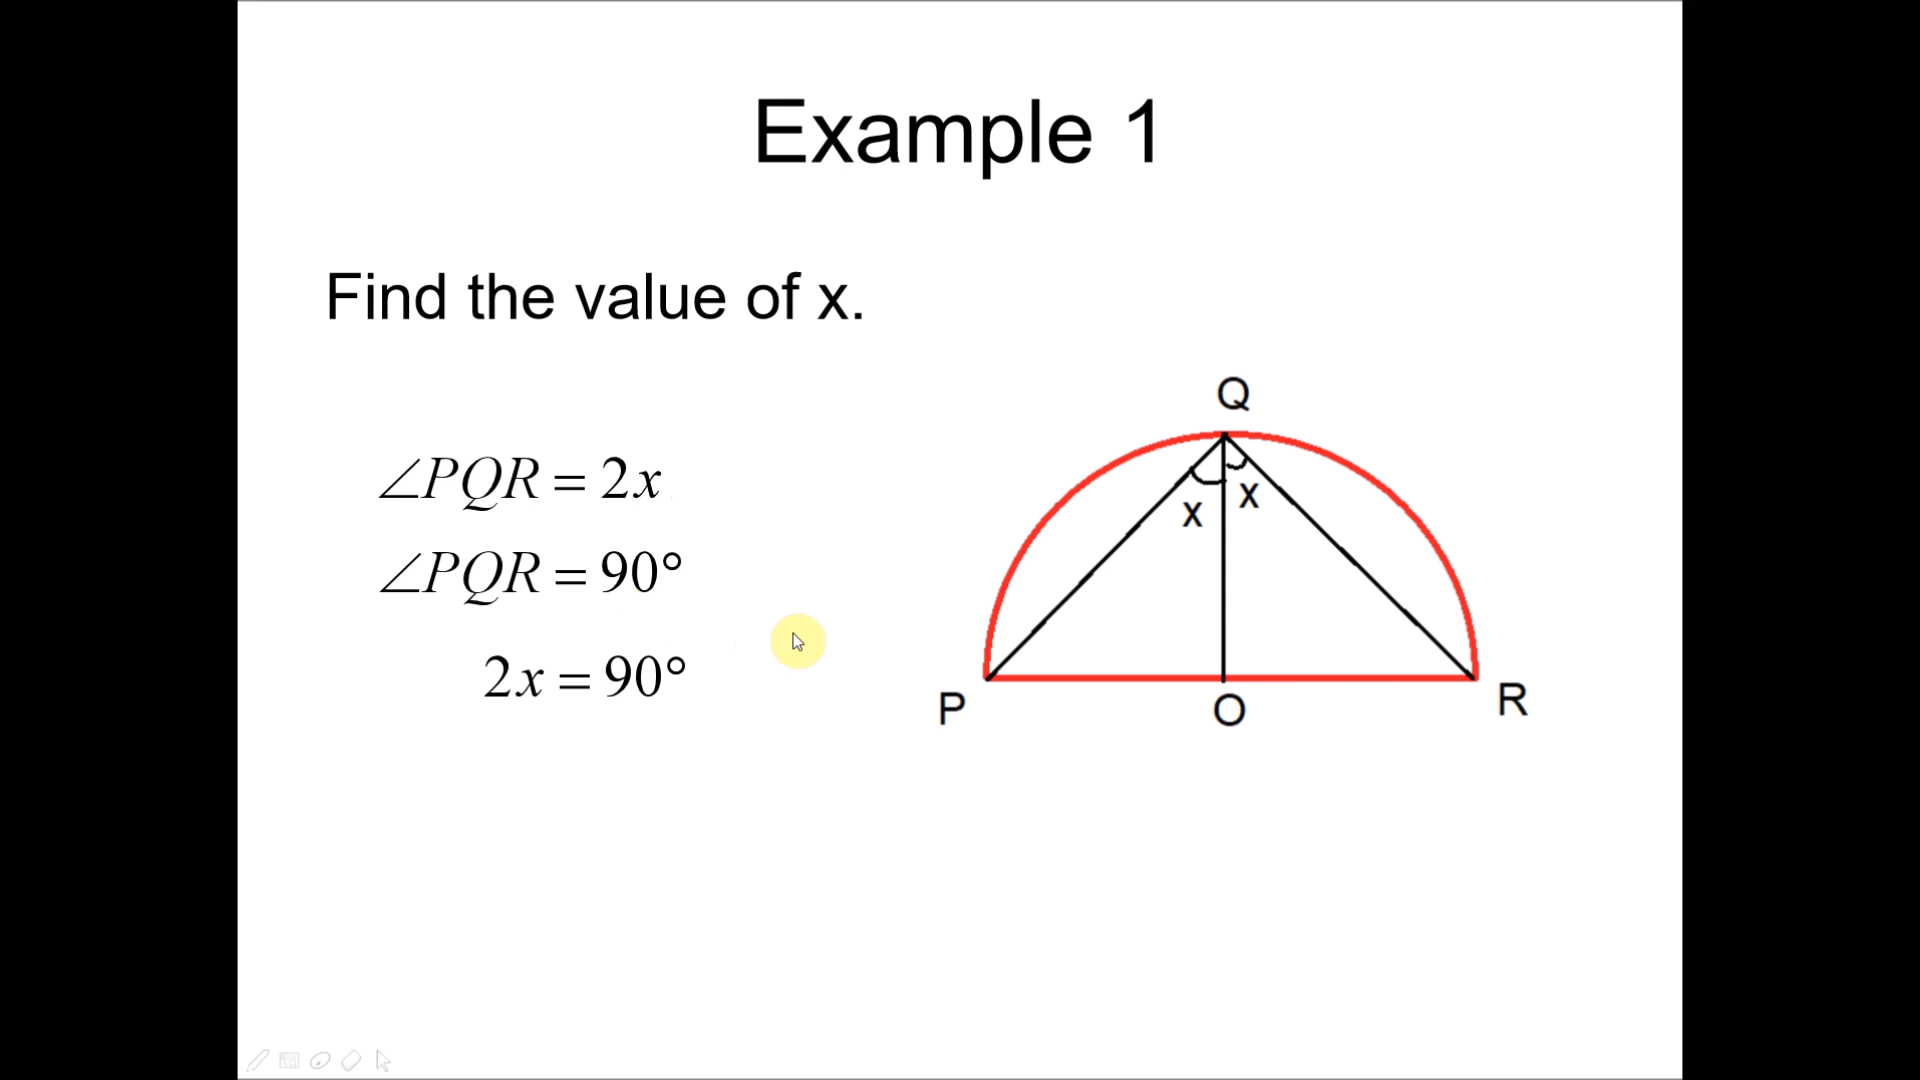 Example 1
Find the value of x.
∠PQR = 2x
∠PQR = 90°
2x = 90°
Q
x
x
P
O
R